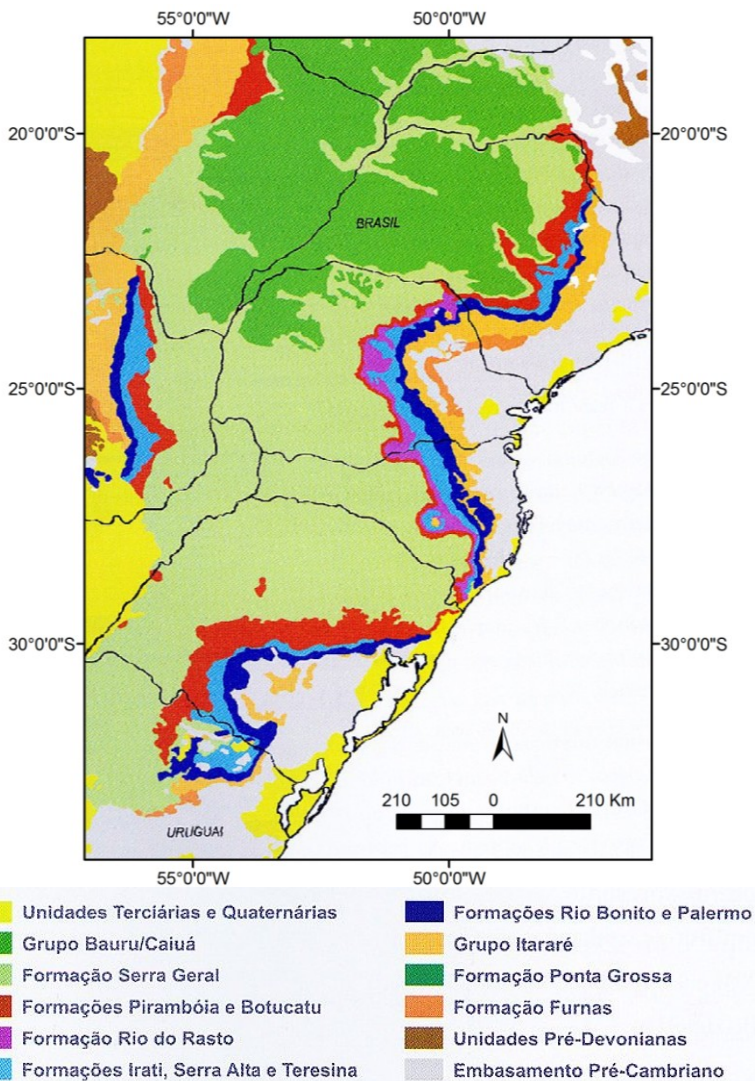 55°0'0"W 50°0'0"W
20°0'0"S 20°0'0"S
BRASIL
25°0'0"S 25°0'0"S
30°0'0"S 30°0'0"S
N
210 105 0 210 Km
URUGUAI
55°0'0"W 50°0'0"W
Unidades Terciárias e Quaternárias
Grupo Bauru/Caiuá
Formação Serra Geral
Formações Pirambóia e Botucatu
Formação Rio do Rasto
Formações Irati, Serra Alta e Teresina
Formações Rio Bonito e Palermo
Grupo Itararé
Formação Ponta Grossa
Formação Furnas
Unidades Pré-Devonianas
Embasamento Pré-Cambriano